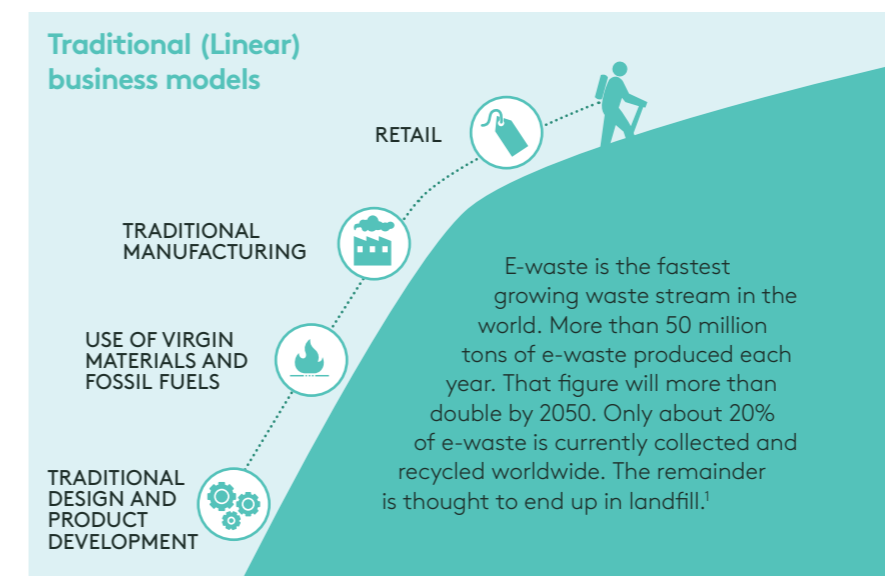 Traditional (Linear)
business models
RETAIL
TRADITIONAL
MANUFACTURING
USE OF VIRGIN
MATERIALS AND
FOSSIL FUELS
TRADITIONAL
DESIGN AND
PRODUCT
DEVELOPMENT
E-waste is the fastest
growing waste stream in the
world. More than 50 million
tons of e-waste produced each
year. That figure will more than
double by 2050. Only about 20%
of e-waste is currently collected and
recycled worldwide. The remainder
is thought to end up in landfill.¹